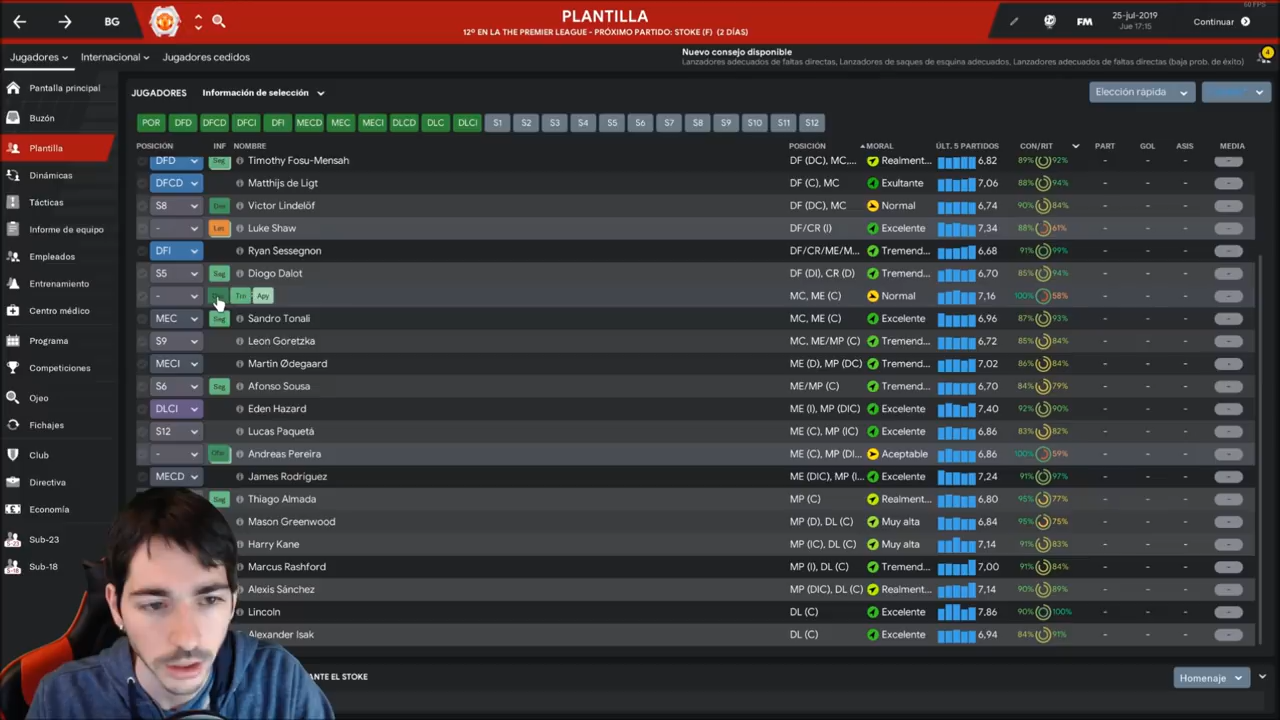 60 FPS
BG
PLANTILLA
12º EN LA THE PREMIER LEAGUE - PRÓXIMO PARTIDO: STOKE (F) (2 DÍAS)
FM
25-jul-2019
Jue 17:15
Continuar
Jugadores
Internacional
Jugadores cedidos
Nuevo consejo disponible
Lanzadores adecuados de faltas directas, Lanzadores de saques de esquina adecuados, Lanzadores adecuados de faltas directas (baja prob. de éxito)
4
Pantalla principal
Buzón
Plantilla
Dinámicas
Tácticas
Informe de equipo
Empleados
Entrenamiento
Centro médico
Programa
Competiciones
Ojeo
Fichajes
Club
Directiva
Economía
Sub-23
Sub-18
JUGADORES
Información de selección
Elección rápida
POR DFD DFCD DFCI DFI MECD MEC MECI DLCD DLC DLCI S1 S2 S3 S4 S5 S6 S7 S8 S9 S10 S11 S12
POSICIÓN INF NOMBRE POSICIÓN MORAL ÚLT. 5 PARTIDOS CON/RIT PART GOL ASIS MEDIA
DFD Seg Timothy Fosu-Mensah DF (DC), MC,... Realment... 6,82 89% 92% - - - -
DFCD Matthijs de Ligt DF (C), MC Exultante 7,06 88% 94% - - - -
S8 Victor Lindelöf DF (DC), MC Normal 6,74 90% 84% - - - -
- Les Luke Shaw DF/CR (I) Excelente 7,34 88% 61% - - - -
DFI Ryan Sessegnon DF/CR/ME/M... Tremend... 6,68 91% 99% - - - -
S5 Seg Diogo Dalot DF (DI), CR (D) Tremend... 6,70 85% 94% - - - -
- Trn Apy MC, ME (C) Normal 7,16 100% 58% - - - -
MEC Seg Sandro Tonali MC, ME (C) Excelente 6,96 87% 93% - - - -
S9 Leon Goretzka MC, ME/MP (C) Tremend... 6,72 85% 84% - - - -
MECI Martin Ødegaard ME (D), MP (DC) Tremend... 7,02 86% 84% - - - -
S6 Seg Afonso Sousa ME/MP (C) Tremend... 6,70 84% 79% - - - -
DLCI Eden Hazard ME (I), MP (DIC) Excelente 7,40 92% 90% - - - -
S12 Lucas Paquetá ME (C), MP (IC) Excelente 6,86 83% 82% - - - -
- Andreas Pereira ME (C), MP (DI... Aceptable 6,86 100% 59% - - - -
MECD James Rodríguez ME (DIC), MP (I... Excelente 7,24 91% 97% - - - -
Seg Thiago Almada MP (C) Realment... 6,80 95% 77% - - - -
Mason Greenwood MP (D), DL (C) Muy alta 6,84 95% 75% - - - -
Harry Kane MP (IC), DL (C) Muy alta 7,14 91% 83% - - - -
Marcus Rashford MP (I), DL (C) Tremend... 7,00 91% 84% - - - -
Alexis Sánchez MP (DIC), DL (C) Realment... 7,14 90% 89% - - - -
Lincoln DL (C) Excelente 7,86 90% 100% - - - -
Alexander Isak DL (C) Excelente 6,94 84% 91% - - - -
ANTE EL STOKE
Homenaje